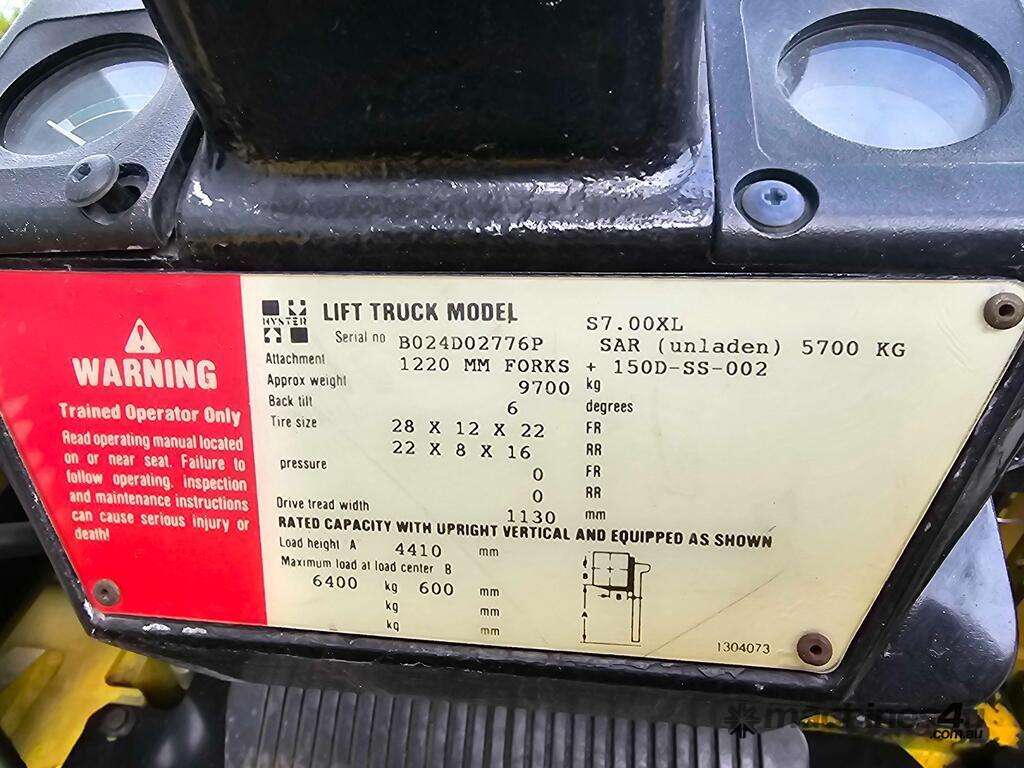 WARNING
Trained Operator Only
Read operating manual located
on or near seat. Failure to
follow operating, inspection
and maintenance instructions
can cause serious injury or
death!
HYSTER
LIFT TRUCK MODEL S7.00XL
Serial no B024D02776P SAR (unladen) 5700 KG
Attachment 1220 MM FORKS + 150D-SS-002
Approx weight 9700 kg
Back tilt 6 degrees
Tire size 28 X 12 X 22 FR
22 X 8 X 16 RR
pressure 0 FR
0 RR
Drive tread width 1130 mm
RATED CAPACITY WITH UPRIGHT VERTICAL AND EQUIPPED AS SHOWN
Load height A 4410 mm
Maximum load at load center B
6400 kg 600 mm
kg mm
kg mm
B
B
A
1304073
machines4u
.com.au